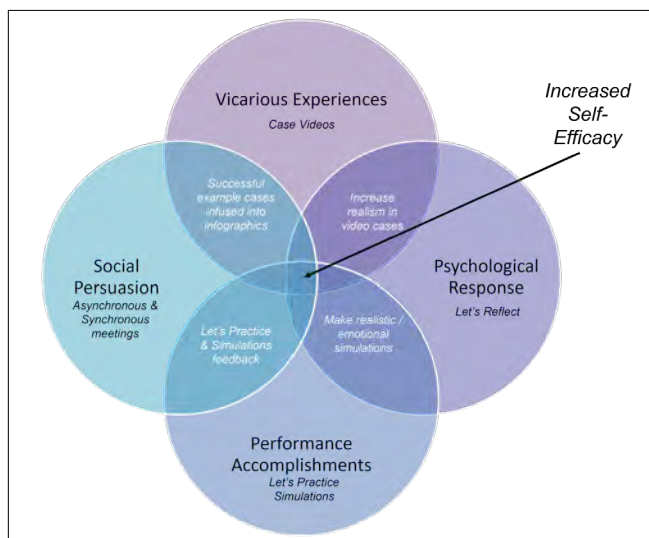 Vicarious Experiences
Case Videos
Increased
Self-
Efficacy
Successful
example cases
infused into
infographics
Increase
realism in
video cases
Social
Persuasion
Asynchronous &
Synchronous
meetings
Psychological
Response
Let's Reflect
Let's Practice
& Simulations
feedback
Make realistic /
emotional
simulations
Performance
Accomplishments
Let's Practice
Simulations